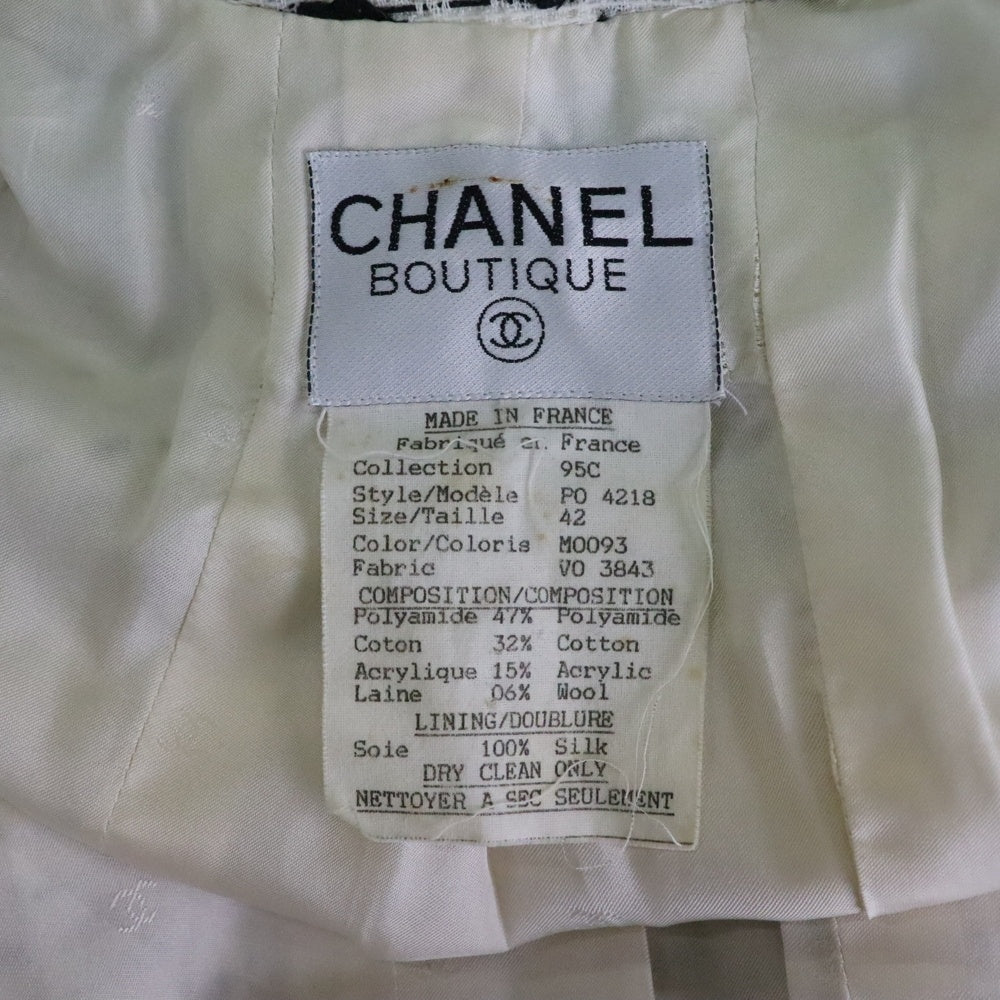 CHANEL
BOUTIQUE
MADE IN FRANCE
Fabriqué en France
Collection 95C
Style/Modèle PO 4218
Size/Taille 42
Color/Coloris M0093
Fabric VO 3843
COMPOSITION/COMPOSITION
Polyamide 47% Polyamide
Coton 32% Cotton
Acrylique 15% Acrylic
Laine 06% Wool
LINING/DOUBLURE
Soie 100% Silk
DRY CLEAN ONLY
NETTOYER A SEC SEULEMENT